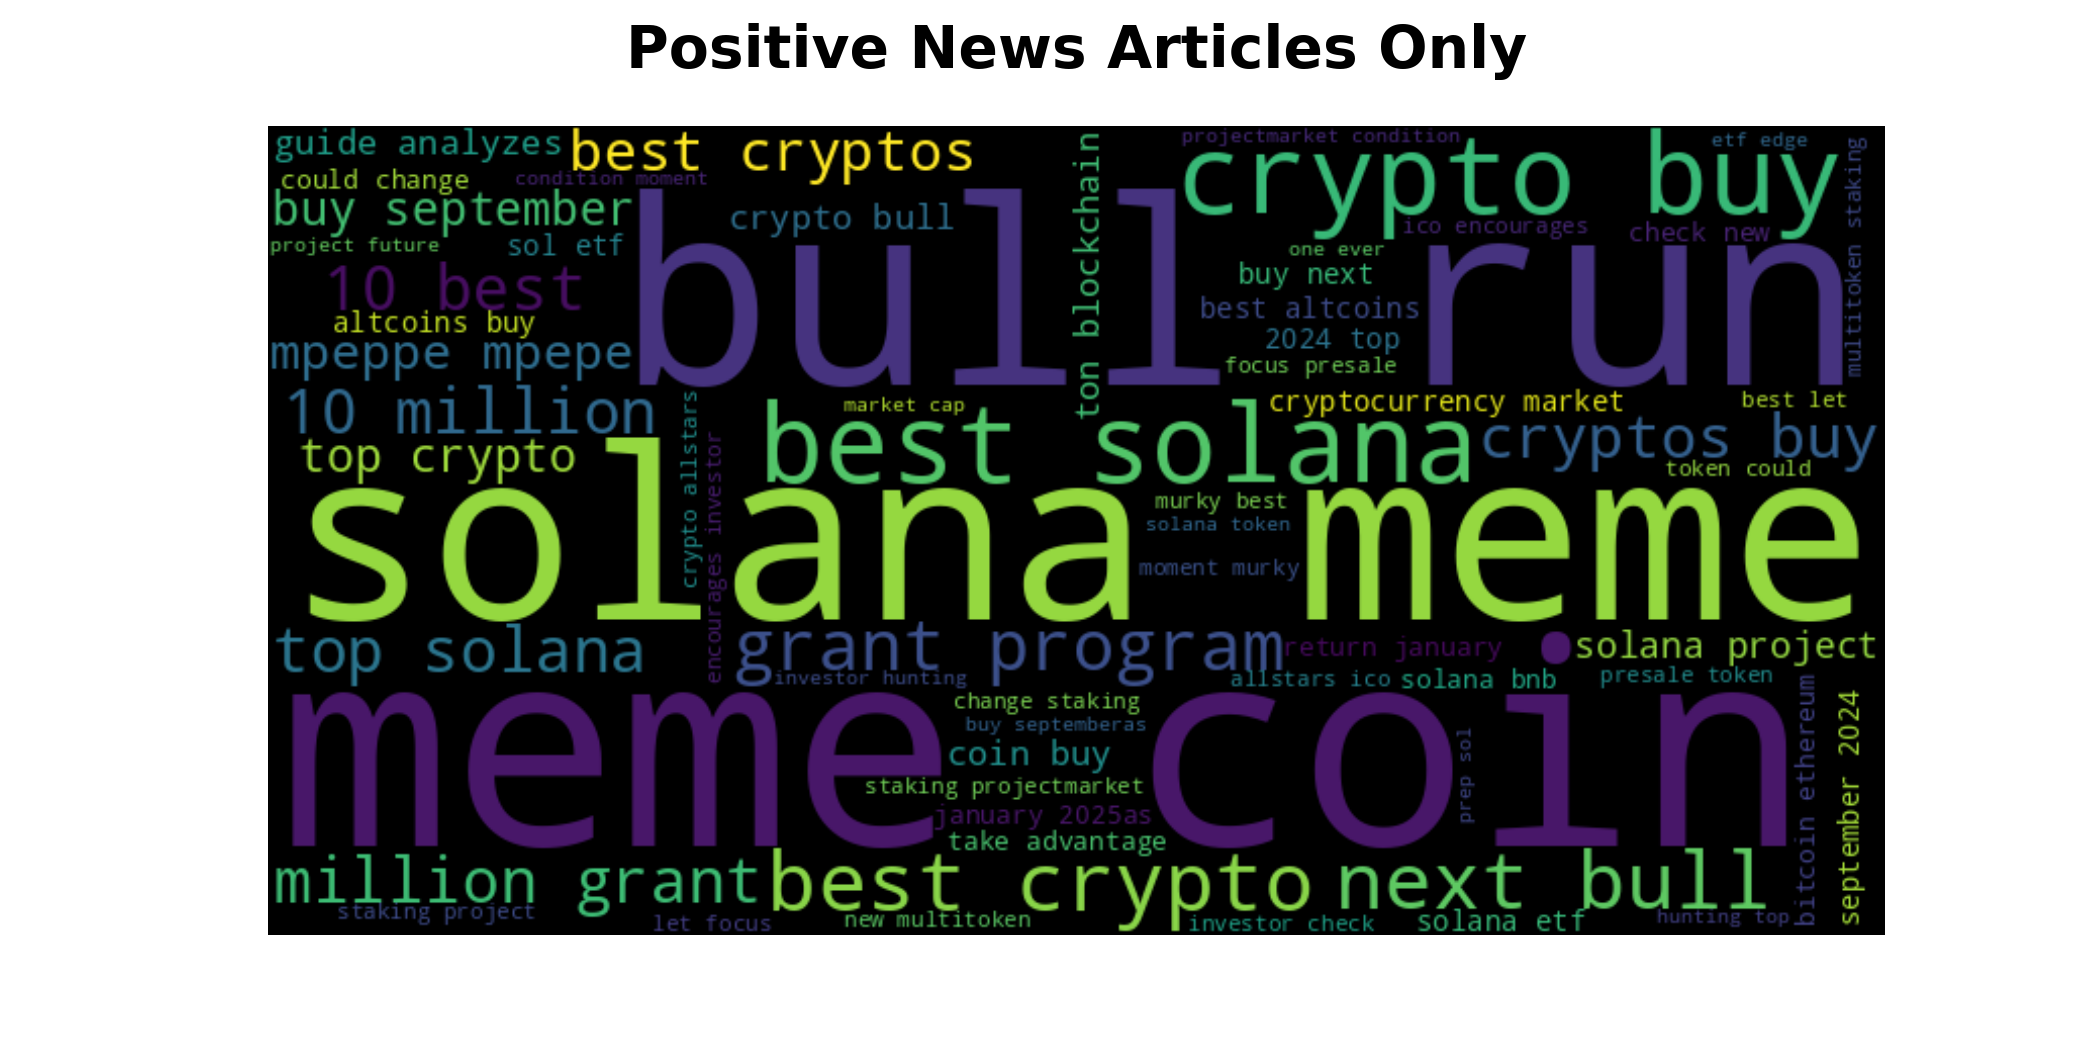 Positive News Articles Only
guide analyzes
best cryptos
projectmarket condition
etf edge
could change
condition moment
crypto buy
buy september
crypto bull
ton blockchain
multitoken staking
project future
sol etf
bull run
ico encourages
check new
one ever
10 best
buy next
altcoins buy
best altcoins
mpeppe mpepe
2024 top
focus presale
10 million
market cap
cryptocurrency market
best let
top crypto
crypto allstars
encourages investor
best solana
cryptos buy
token could
solana meme
murky best
solana token
moment murky
top solana
grant program
return january
solana project
investor hunting
allstars ico
solana bnb
presale token
meme coin
change staking
buy septemberas
coin buy
prep sol
bitcoin ethereum
september 2024
staking projectmarket
january 2025as
take advantage
million grant
best crypto
next bull
staking project
let focus
new multitoken
investor check
solana etf
hunting top